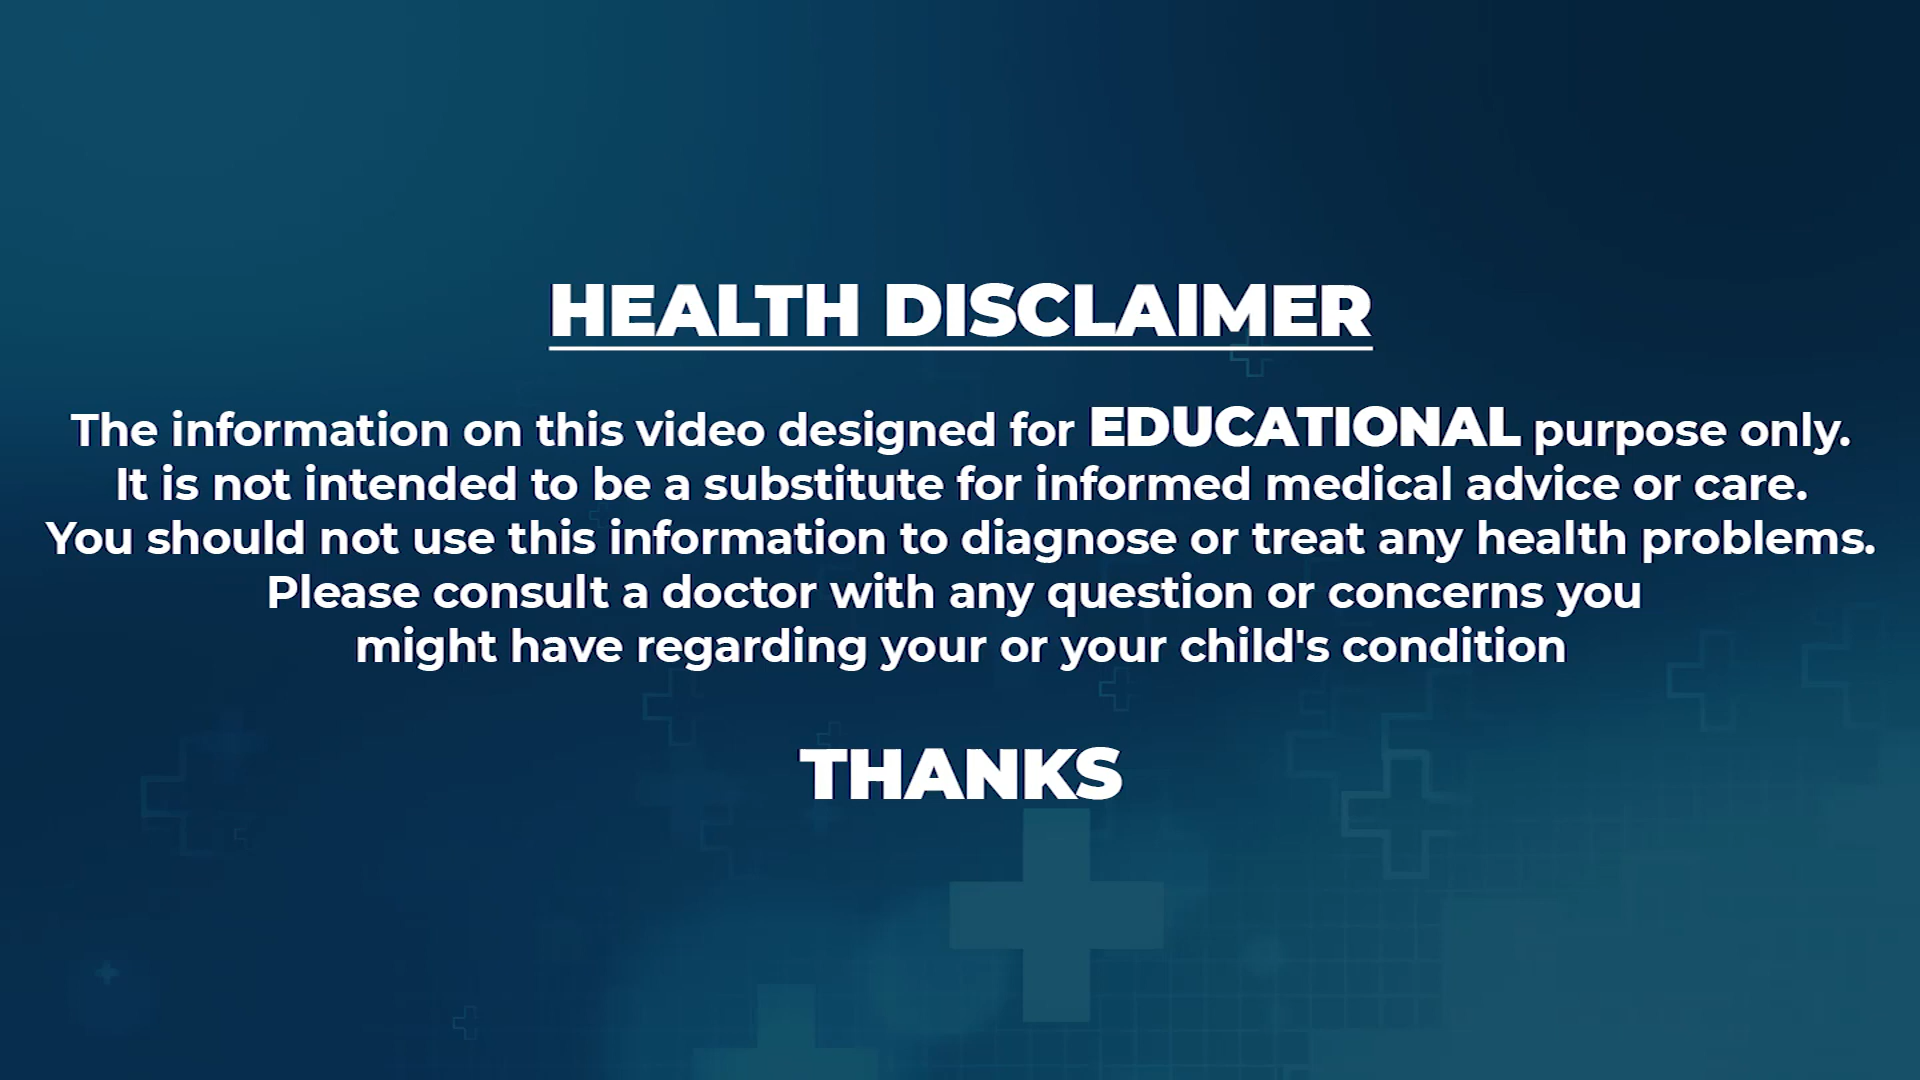 HEALTH DISCLAIMER
The information on this video designed for EDUCATIONAL purpose only.
It is not intended to be a substitute for informed medical advice or care.
You should not use this information to diagnose or treat any health problems.
Please consult a doctor with any question or concerns you
might have regarding your or your child's condition
THANKS